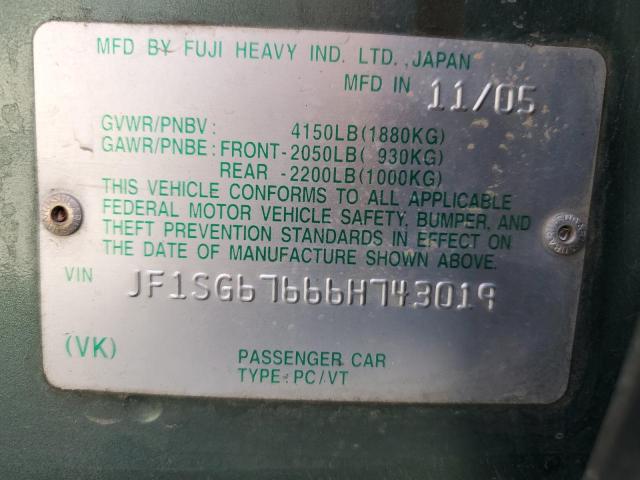 MFD BY FUJI HEAVY IND. LTD., JAPAN
MFD IN 11/05
GVWR/PNBV: 4150LB(1880KG)
GAWR/PNBE: FRONT-2050LB( 930KG)
REAR -2200LB(1000KG)
THIS VEHICLE CONFORMS TO ALL APPLICABLE
FEDERAL MOTOR VEHICLE SAFETY, BUMPER, AND
THEFT PREVENTION STANDARDS IN EFFECT ON
THE DATE OF MANUFACTURE SHOWN ABOVE.
VIN JF1SG67666H743019
(VK)
PASSENGER CAR
TYPE: PC/VT